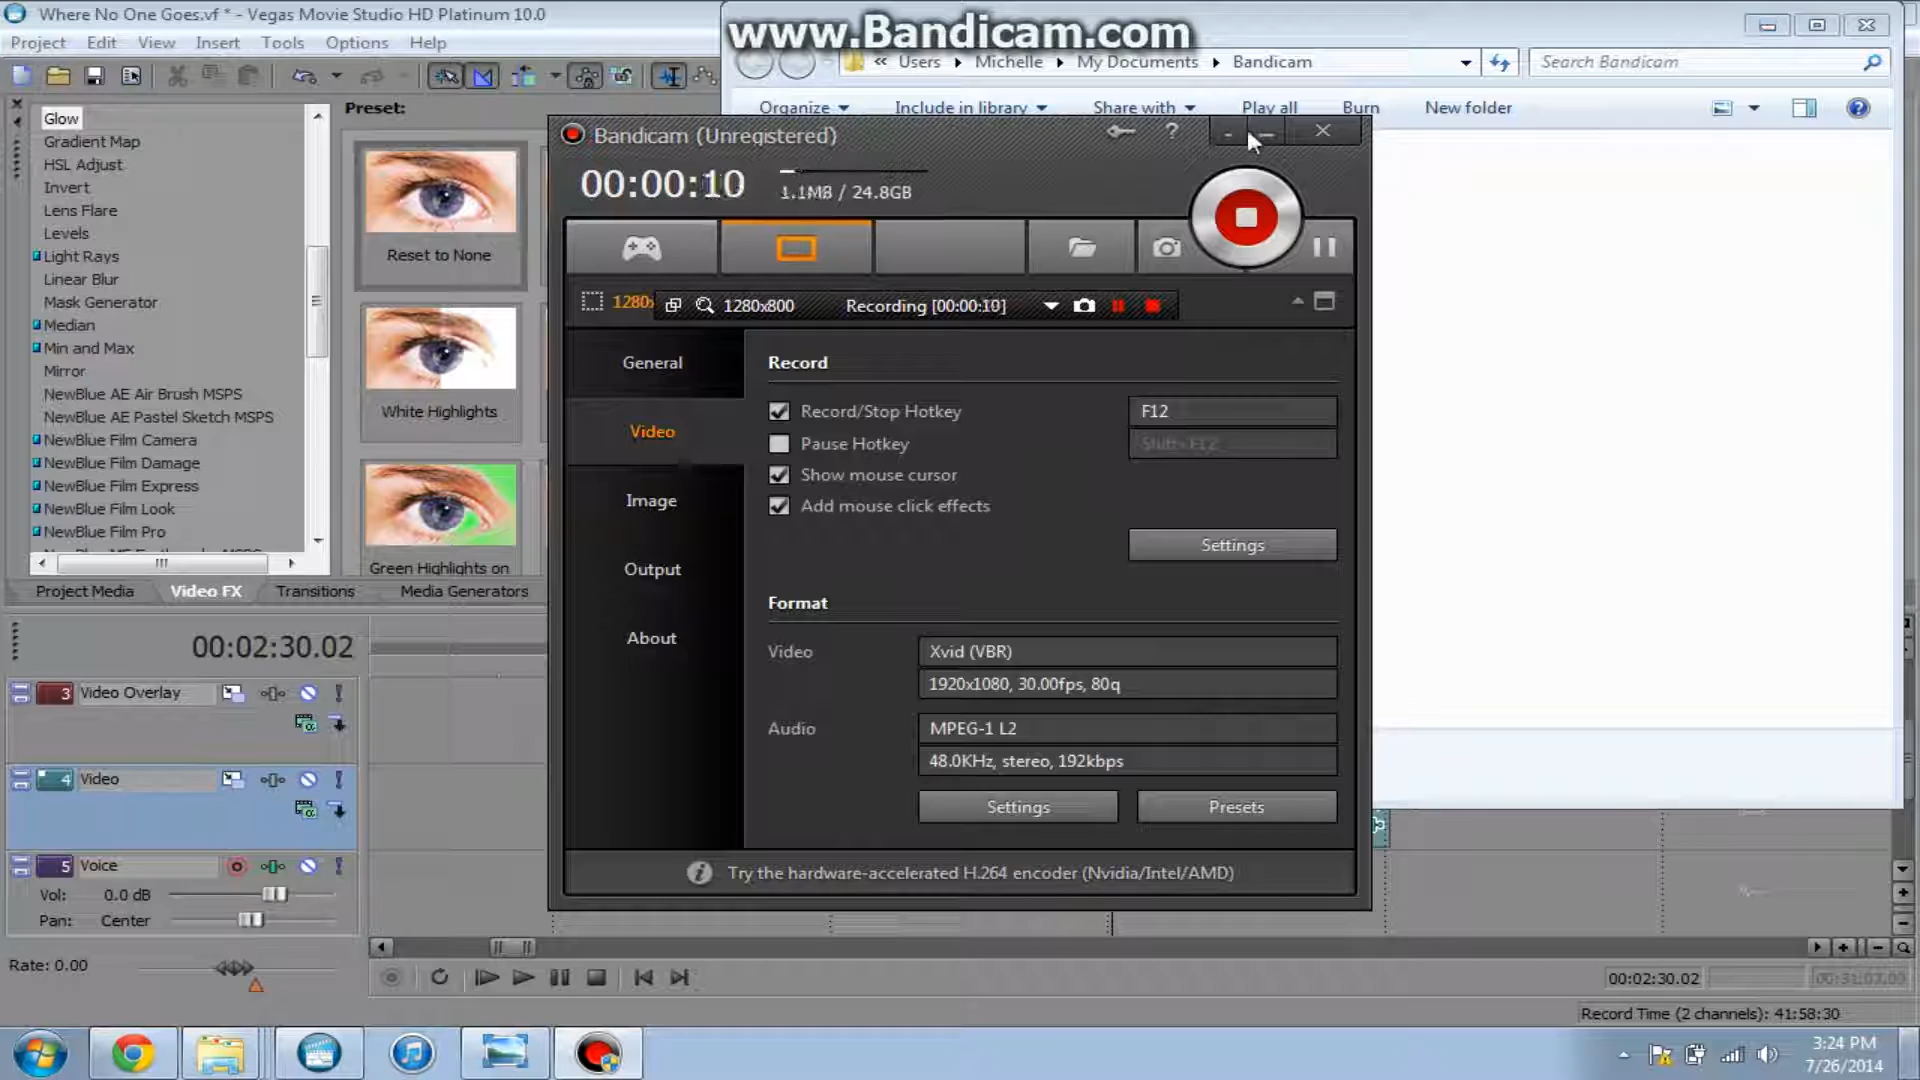 Where No One Goes.vf * - Vegas Movie Studio HD Platinum 10.0
Project Edit View Insert Tools Options Help
www.Bandicam.com
« Users Michelle My Documents Bandicam
Search Bandicam
Organize Include in library Share with Play all Burn New folder
Glow
Gradient Map
HSL Adjust
Invert
Lens Flare
Levels
Light Rays
Linear Blur
Mask Generator
Median
Min and Max
Mirror
NewBlue AE Air Brush MSPS
NewBlue AE Pastel Sketch MSPS
NewBlue Film Camera
NewBlue Film Damage
NewBlue Film Express
NewBlue Film Look
NewBlue Film Pro
Preset:
Reset to None
White Highlights
Green Highlights on
Project Media Video FX Transitions Media Generators
Bandicam (Unregistered)
00:00:10
1.1MB / 24.8GB
1280x
1280x800 Recording [00:00:10]
General
Video
Image
Output
About
Record
Record/Stop Hotkey F12
Pause Hotkey Shift+F12
Show mouse cursor
Add mouse click effects
Settings
Format
Video Xvid (VBR)
1920x1080, 30.00fps, 80q
Audio MPEG-1 L2
48.0KHz, stereo, 192kbps
Settings Presets
Try the hardware-accelerated H.264 encoder (Nvidia/Intel/AMD)
00:02:30.02
3 Video Overlay
4 Video
5 Voice
Vol: 0.0 dB
Pan: Center
Rate: 0.00
00:02:30.02
Record Time (2 channels): 41:58:30
3:24 PM
7/26/2014